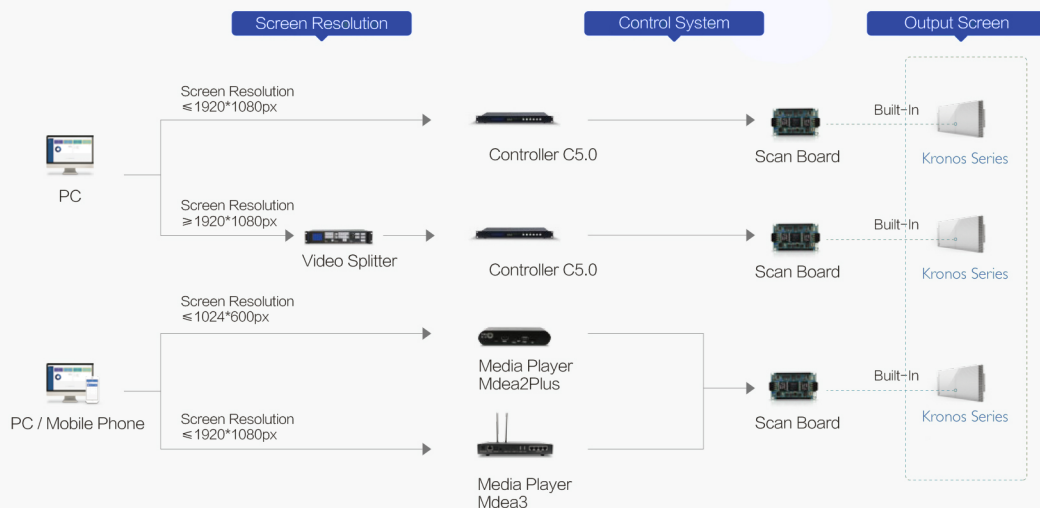 Screen Resolution
Control System
Output Screen
Screen Resolution
≤1920*1080px
Controller C5.0
Scan Board
Built-In
Kronos Series
PC
Screen Resolution
≥1920*1080px
Video Splitter
Controller C5.0
Scan Board
Built-In
Kronos Series
Screen Resolution
≤1024*600px
Media Player
Mdea2Plus
PC / Mobile Phone
Screen Resolution
≤1920*1080px
Scan Board
Built-In
Kronos Series
Media Player
Mdea3